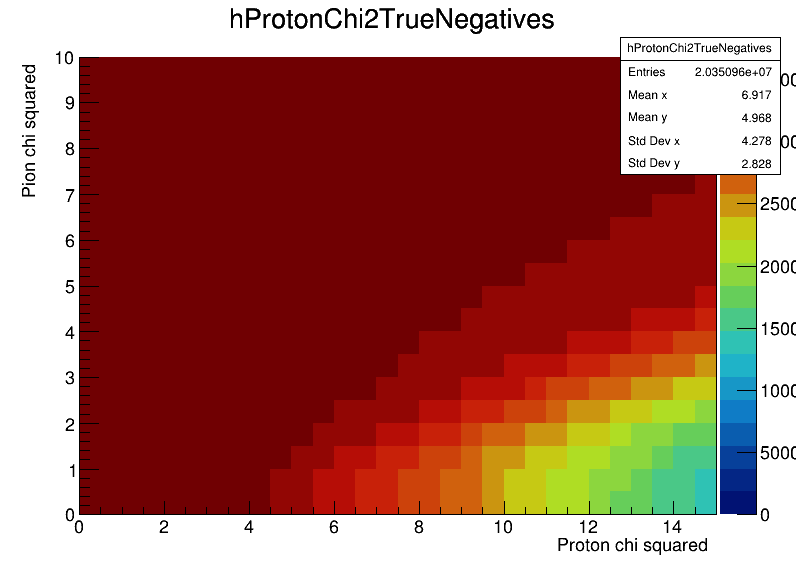 hProtonChi2TrueNegatives
hProtonChi2TrueNegatives
Entries 2.035096e+07
Mean x 6.917
Mean y 4.968
Std Dev x 4.278
Std Dev y 2.828
Pion chi squared
10
9
8
7
6
5
4
3
2
1
0
0 2 4 6 8 10 12 14
Proton chi squared
2500
2000
1500
1000
5000
0